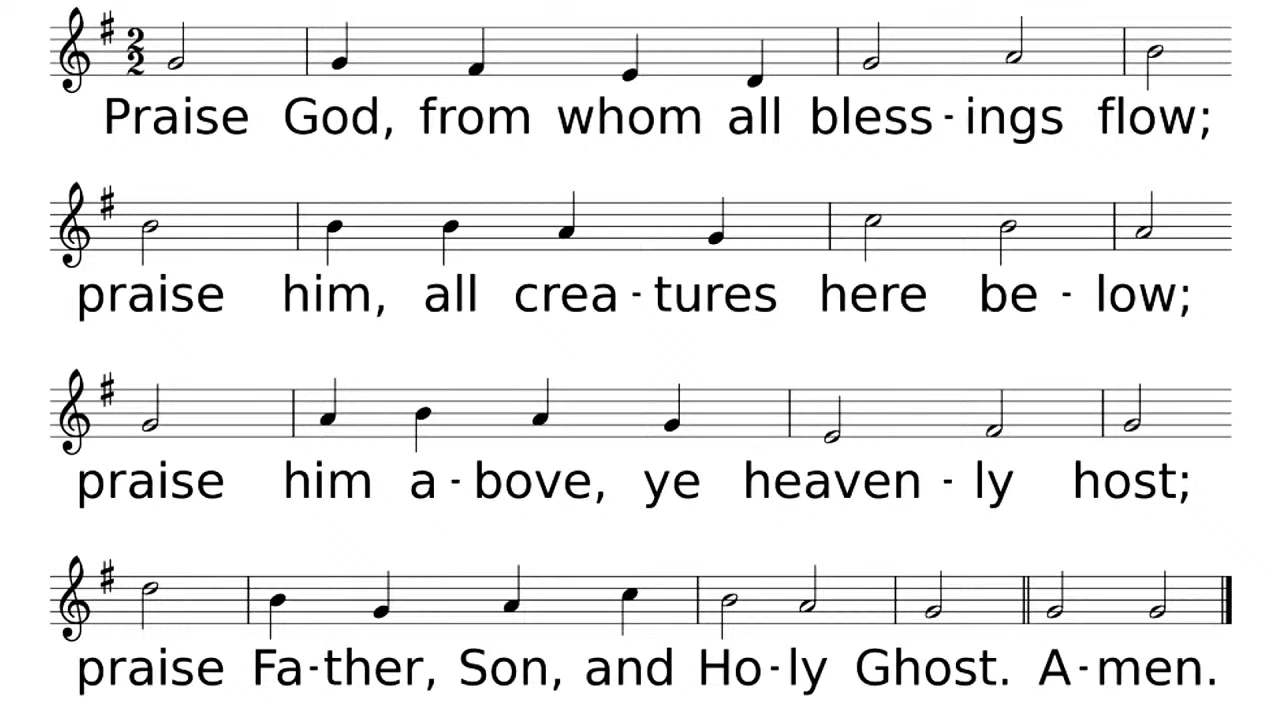 Praise God, from whom all bless-ings flow;
praise him, all crea-tures here be-low;
praise him a-bove, ye heaven-ly host;
praise Fa-ther, Son, and Ho-ly Ghost. A-men.